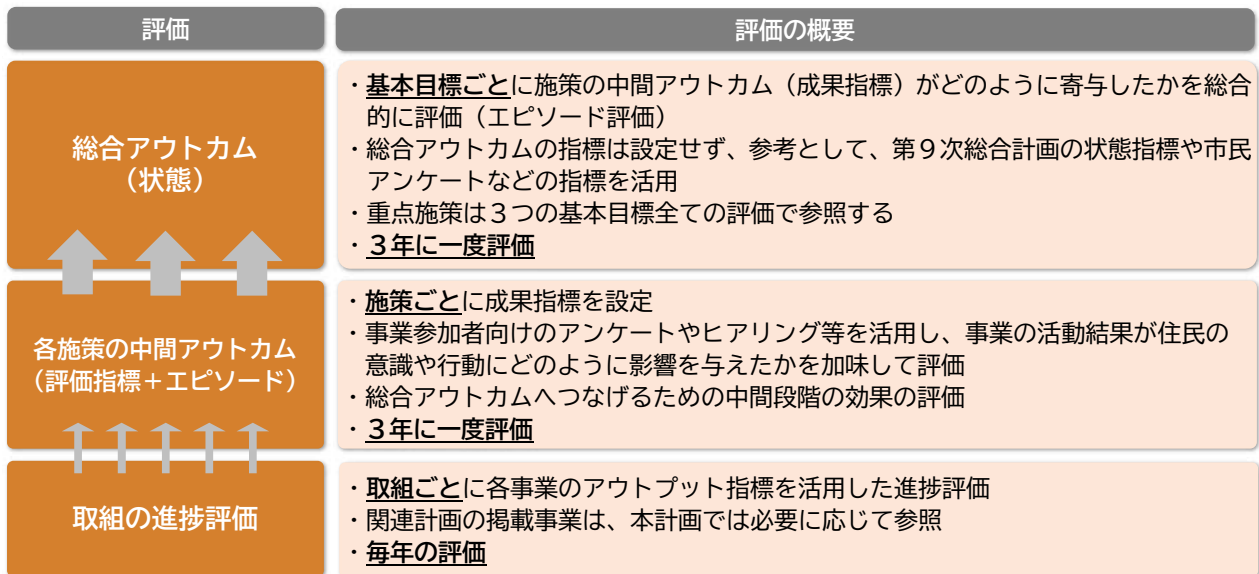 評価
評価の概要
総合アウトカム
（状態）
・基本目標ごとに施策の中間アウトカム（成果指標）がどのように寄与したかを総合
的に評価（エピソード評価）
・総合アウトカムの指標は設定せず、参考として、第９次総合計画の状態指標や市民
アンケートなどの指標を活用
・重点施策は３つの基本目標全ての評価で参照する
・３年に一度評価
各施策の中間アウトカム
（評価指標＋エピソード）
・施策ごとに成果指標を設定
・事業参加者向けのアンケートやヒアリング等を活用し、事業の活動結果が住民の
意識や行動にどのように影響を与えたかを加味して評価
・総合アウトカムへつなげるための中間段階の効果の評価
・３年に一度評価
取組の進捗評価
・取組ごとに各事業のアウトプット指標を活用した進捗評価
・関連計画の掲載事業は、本計画では必要に応じて参照
・毎年の評価